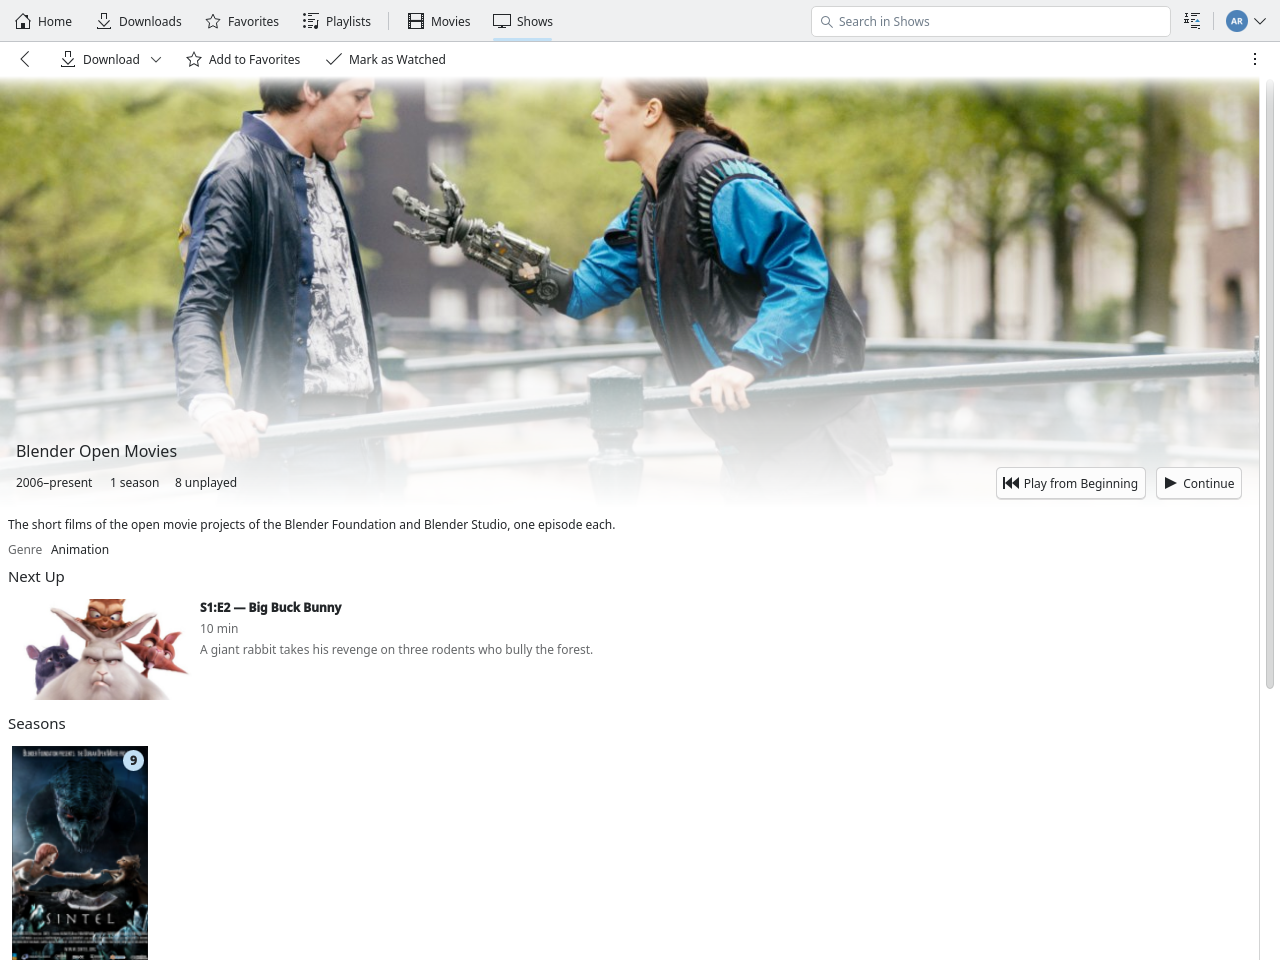 Home
Downloads
Favorites
Playlists
Movies
Shows
Search in Shows
AR
Download
Add to Favorites
Mark as Watched
Blender Open Movies
2006–present
1 season
8 unplayed
Play from Beginning
Continue
The short films of the open movie projects of the Blender Foundation and Blender Studio, one episode each.
Genre
Animation
Next Up
S1:E2 — Big Buck Bunny
10 min
A giant rabbit takes his revenge on three rodents who bully the forest.
Seasons
9
SINTEL